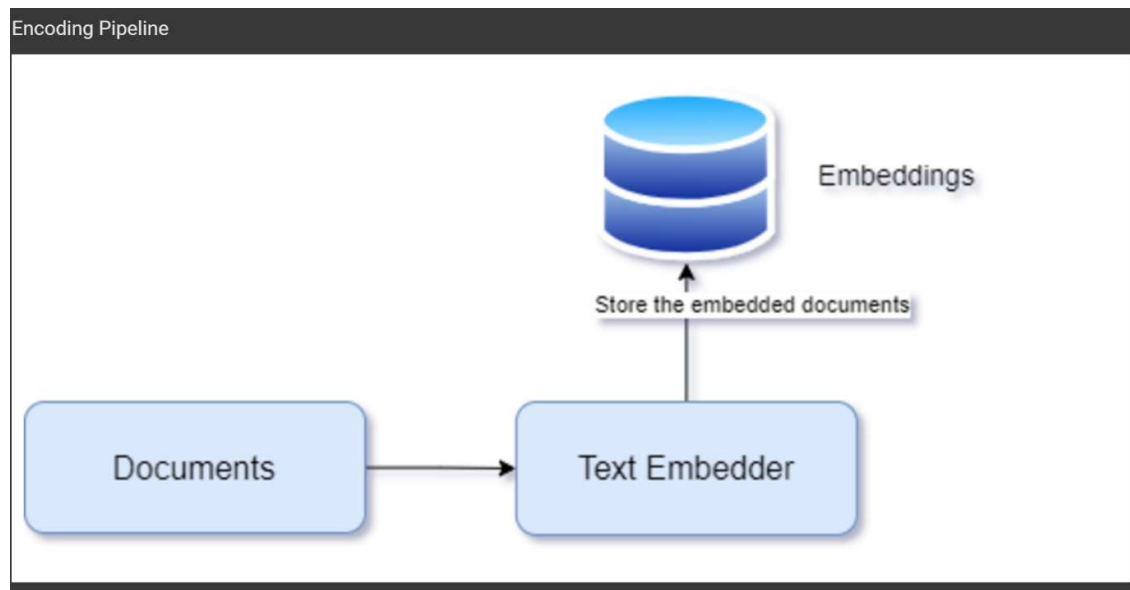 Encoding Pipeline
Embeddings
Store the embedded documents
Documents
Text Embedder